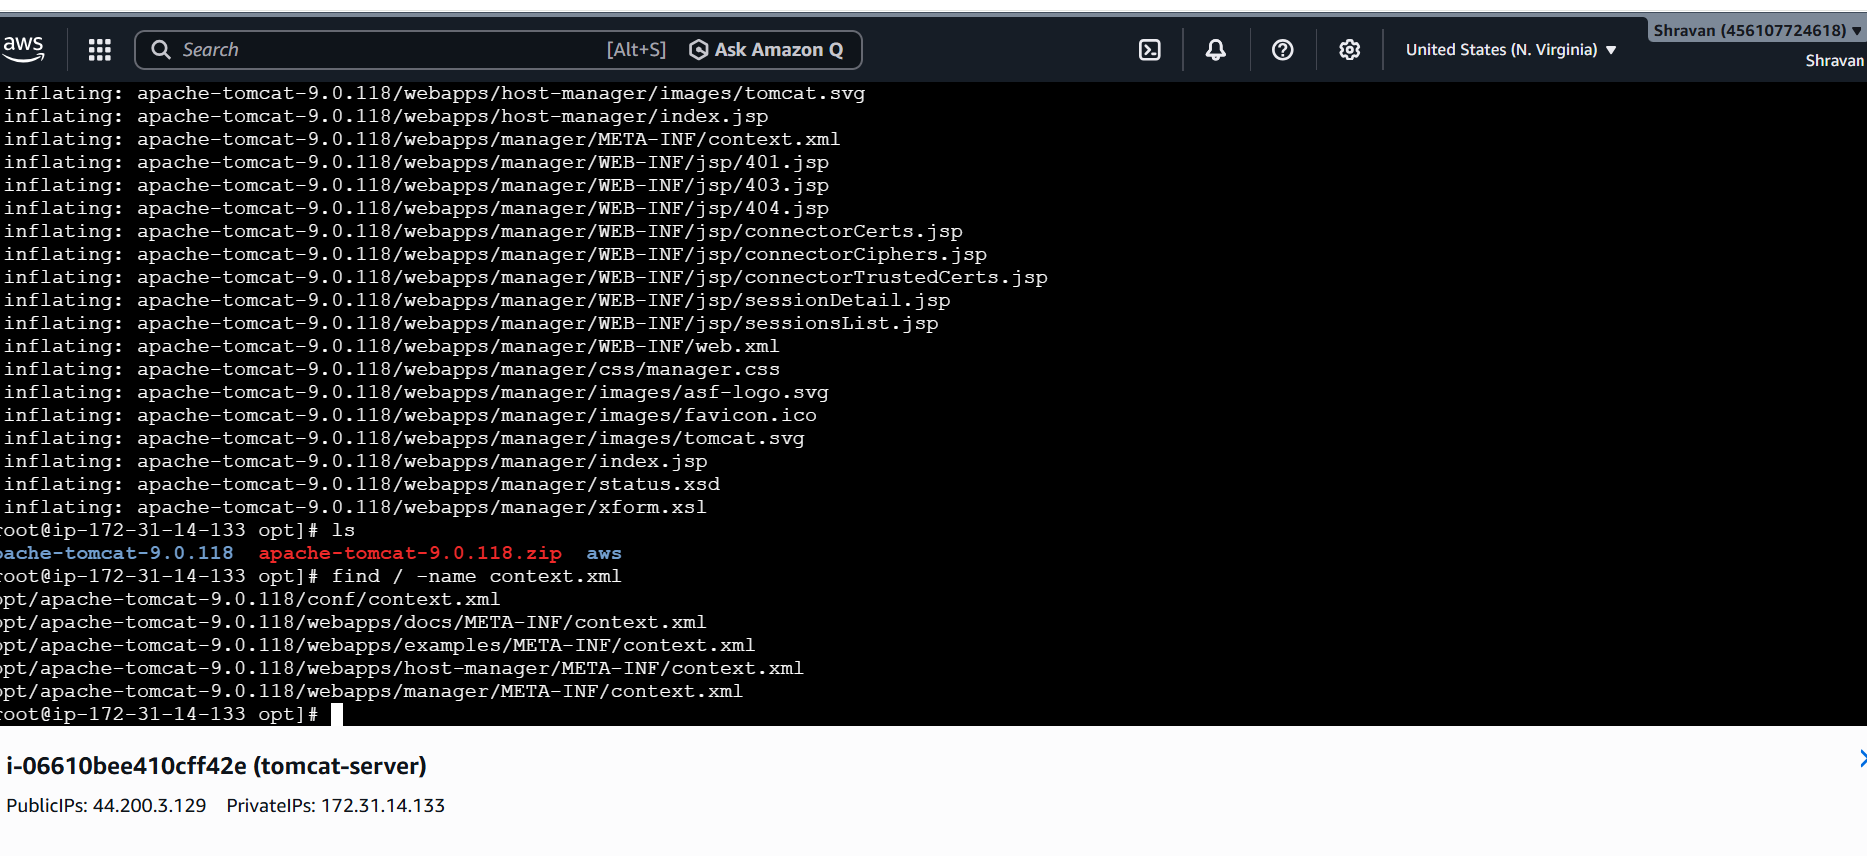 aws
Search [Alt+S] Ask Amazon Q
United States (N. Virginia) ▼
Shravan (456107724618) ▼
Shravan
inflating: apache-tomcat-9.0.118/webapps/host-manager/images/tomcat.svg
inflating: apache-tomcat-9.0.118/webapps/host-manager/index.jsp
inflating: apache-tomcat-9.0.118/webapps/manager/META-INF/context.xml
inflating: apache-tomcat-9.0.118/webapps/manager/WEB-INF/jsp/401.jsp
inflating: apache-tomcat-9.0.118/webapps/manager/WEB-INF/jsp/403.jsp
inflating: apache-tomcat-9.0.118/webapps/manager/WEB-INF/jsp/404.jsp
inflating: apache-tomcat-9.0.118/webapps/manager/WEB-INF/jsp/connectorCerts.jsp
inflating: apache-tomcat-9.0.118/webapps/manager/WEB-INF/jsp/connectorCiphers.jsp
inflating: apache-tomcat-9.0.118/webapps/manager/WEB-INF/jsp/connectorTrustedCerts.jsp
inflating: apache-tomcat-9.0.118/webapps/manager/WEB-INF/jsp/sessionDetail.jsp
inflating: apache-tomcat-9.0.118/webapps/manager/WEB-INF/jsp/sessionsList.jsp
inflating: apache-tomcat-9.0.118/webapps/manager/WEB-INF/web.xml
inflating: apache-tomcat-9.0.118/webapps/manager/css/manager.css
inflating: apache-tomcat-9.0.118/webapps/manager/images/asf-logo.svg
inflating: apache-tomcat-9.0.118/webapps/manager/images/favicon.ico
inflating: apache-tomcat-9.0.118/webapps/manager/images/tomcat.svg
inflating: apache-tomcat-9.0.118/webapps/manager/index.jsp
inflating: apache-tomcat-9.0.118/webapps/manager/status.xsd
inflating: apache-tomcat-9.0.118/webapps/manager/xform.xsl
root@ip-172-31-14-133 opt]# ls
pache-tomcat-9.0.118 apache-tomcat-9.0.118.zip aws
root@ip-172-31-14-133 opt]# find / -name context.xml
opt/apache-tomcat-9.0.118/conf/context.xml
opt/apache-tomcat-9.0.118/webapps/docs/META-INF/context.xml
opt/apache-tomcat-9.0.118/webapps/examples/META-INF/context.xml
opt/apache-tomcat-9.0.118/webapps/host-manager/META-INF/context.xml
opt/apache-tomcat-9.0.118/webapps/manager/META-INF/context.xml
root@ip-172-31-14-133 opt]#
i-06610bee410cff42e (tomcat-server)
PublicIPs: 44.200.3.129 PrivateIPs: 172.31.14.133